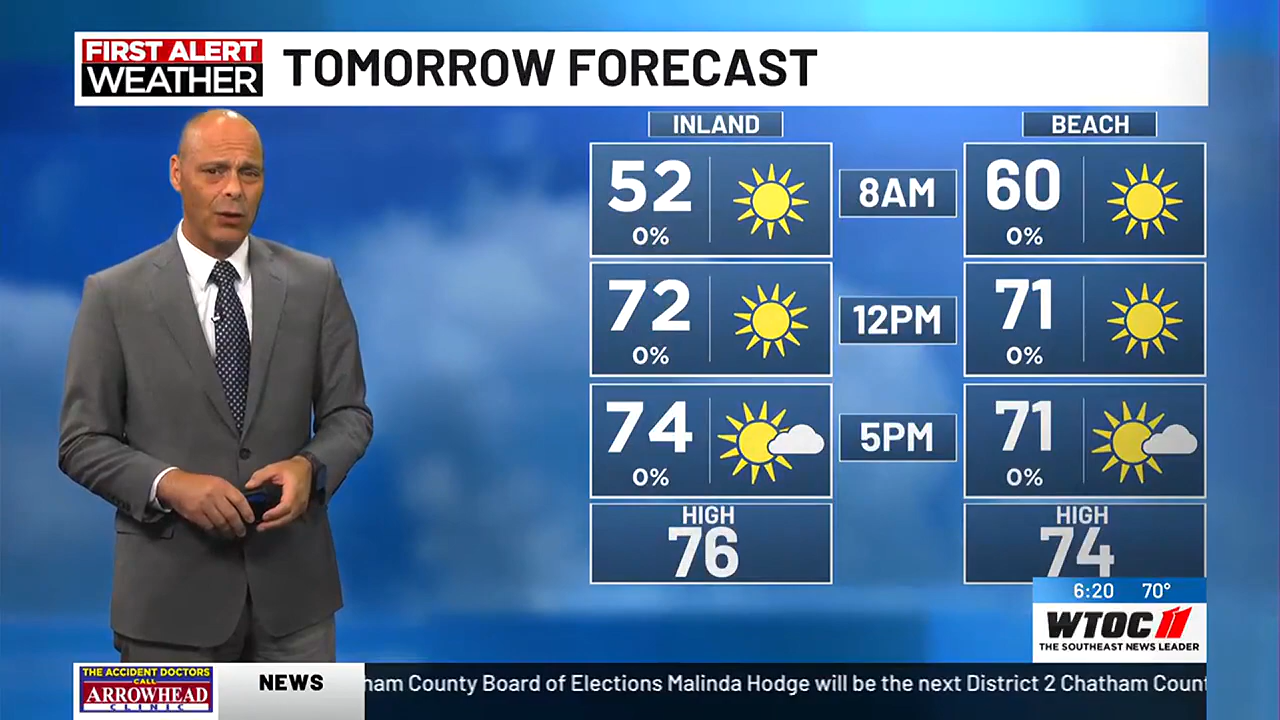 FIRST ALERT
WEATHER
TOMORROW FORECAST
INLAND
BEACH
52
0%
8AM
60
0%
72
0%
12PM
71
0%
74
0%
5PM
71
0%
HIGH
76
HIGH
74
6:20 70°
WTOC 11
THE SOUTHEAST NEWS LEADER
THE ACCIDENT DOCTORS
CALL
ARROWHEAD
CLINIC
NEWS
ham County Board of Elections Malinda Hodge will be the next District 2 Chatham Coun